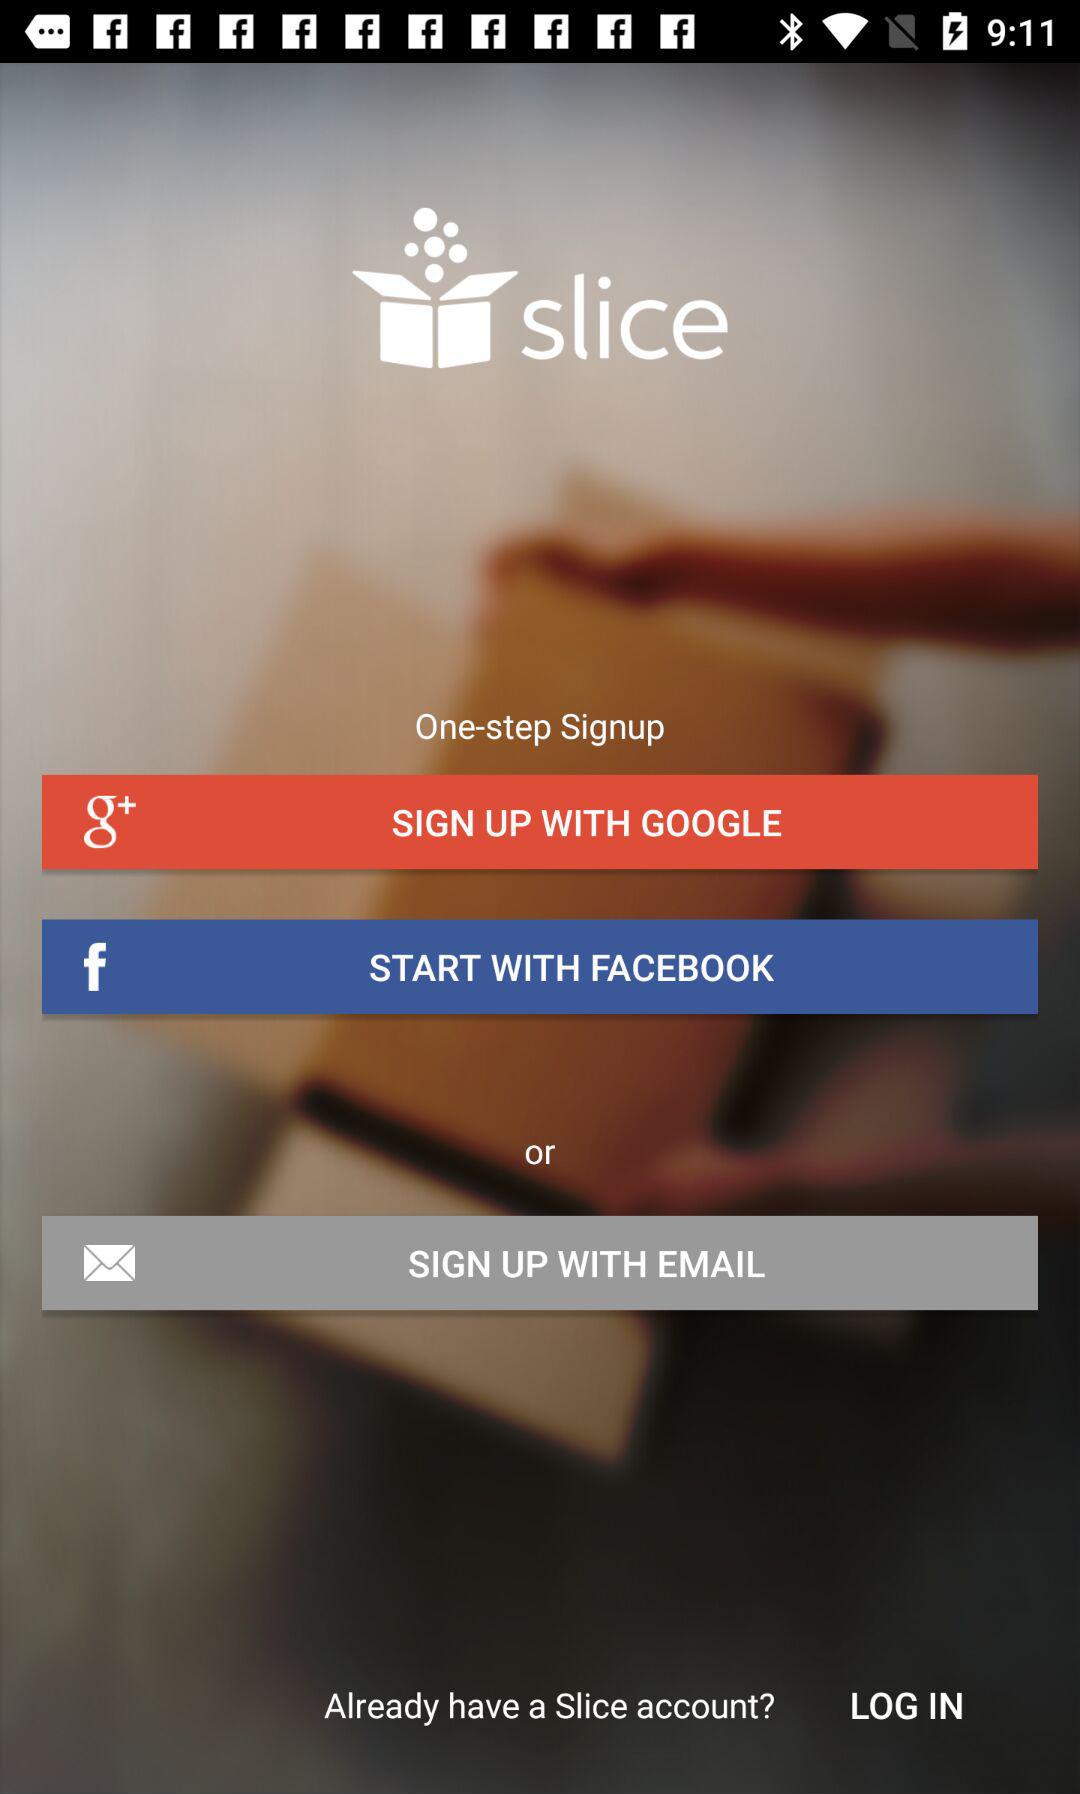 9:11
slice
One-step Signup
g+ SIGN UP WITH GOOGLE
f START WITH FACEBOOK
or
SIGN UP WITH EMAIL
Already have a Slice account? LOG IN